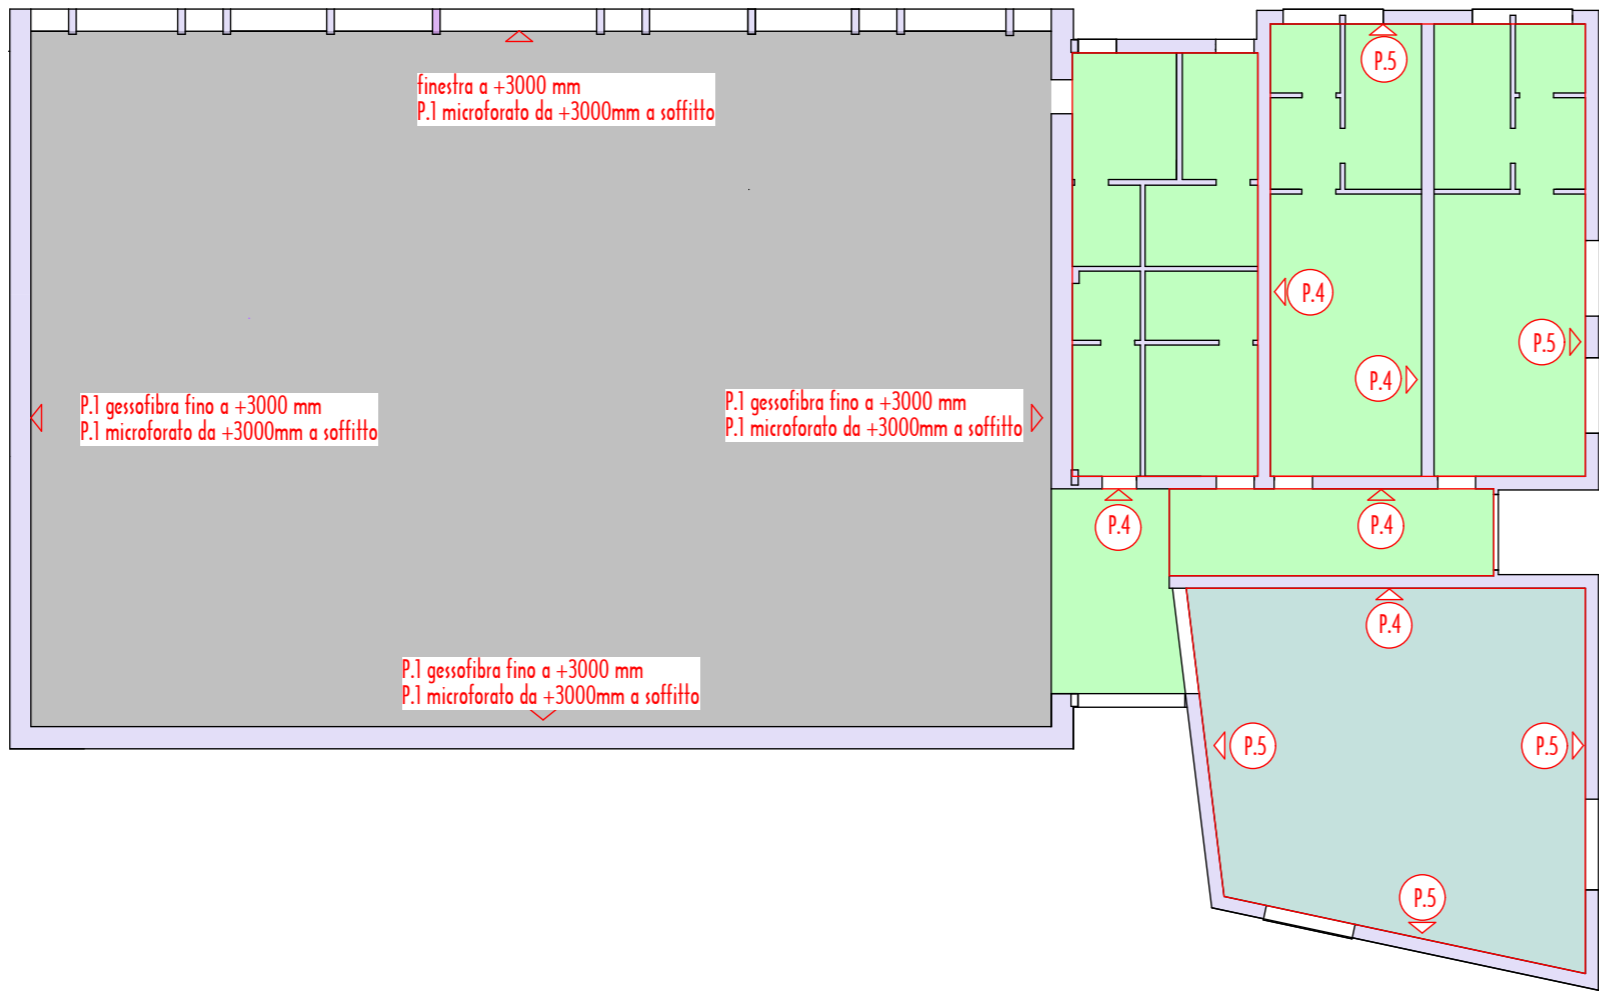 finestra a +3000 mm
P.1 microforato da +3000mm a soffitto
P.5
P.4
P.5
P.4
P.1 gessofibra fino a +3000 mm
P.1 microforato da +3000mm a soffitto
P.1 gessofibra fino a +3000 mm
P.1 microforato da +3000mm a soffitto
P.4
P.4
P.4
P.1 gessofibra fino a +3000 mm
P.1 microforato da +3000mm a soffitto
P.5
P.5
P.5